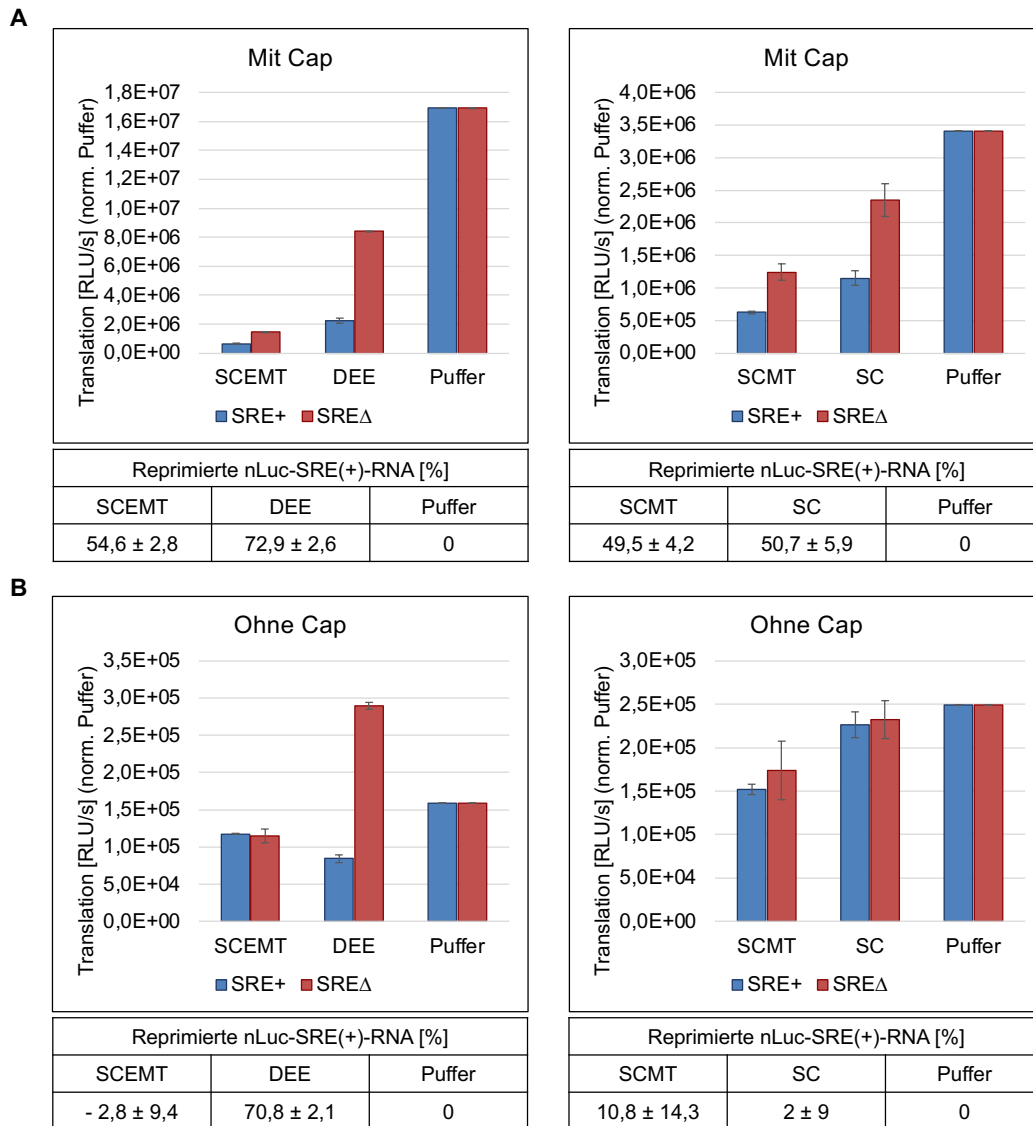 A
Mit Cap
Translation [RLU/s] (norm. Puffer)
1,8E+07
1,6E+07
1,4E+07
1,2E+07
1,0E+07
8,0E+06
6,0E+06
4,0E+06
2,0E+06
0,0E+00
SCEMT DEE Puffer
SRE+ SREΔ
Reprimierte nLuc-SRE(+)-RNA [%]
SCEMT DEE Puffer
54,6 ± 2,8 72,9 ± 2,6 0
Mit Cap
Translation [RLU/s] (norm. Puffer)
4,0E+06
3,5E+06
3,0E+06
2,5E+06
2,0E+06
1,5E+06
1,0E+06
5,0E+05
0,0E+00
SCMT SC Puffer
SRE+ SREΔ
Reprimierte nLuc-SRE(+)-RNA [%]
SCMT SC Puffer
49,5 ± 4,2 50,7 ± 5,9 0
B
Ohne Cap
Translation [RLU/s] (norm. Puffer)
3,5E+05
3,0E+05
2,5E+05
2,0E+05
1,5E+05
1,0E+05
5,0E+04
0,0E+00
SCEMT DEE Puffer
SRE+ SREΔ
Reprimierte nLuc-SRE(+)-RNA [%]
SCEMT DEE Puffer
- 2,8 ± 9,4 70,8 ± 2,1 0
Ohne Cap
Translation [RLU/s] (norm. Puffer)
3,0E+05
2,5E+05
2,0E+05
1,5E+05
1,0E+05
5,0E+04
0,0E+00
SCMT SC Puffer
SRE+ SREΔ
Reprimierte nLuc-SRE(+)-RNA [%]
SCMT SC Puffer
10,8 ± 14,3 2 ± 9 0